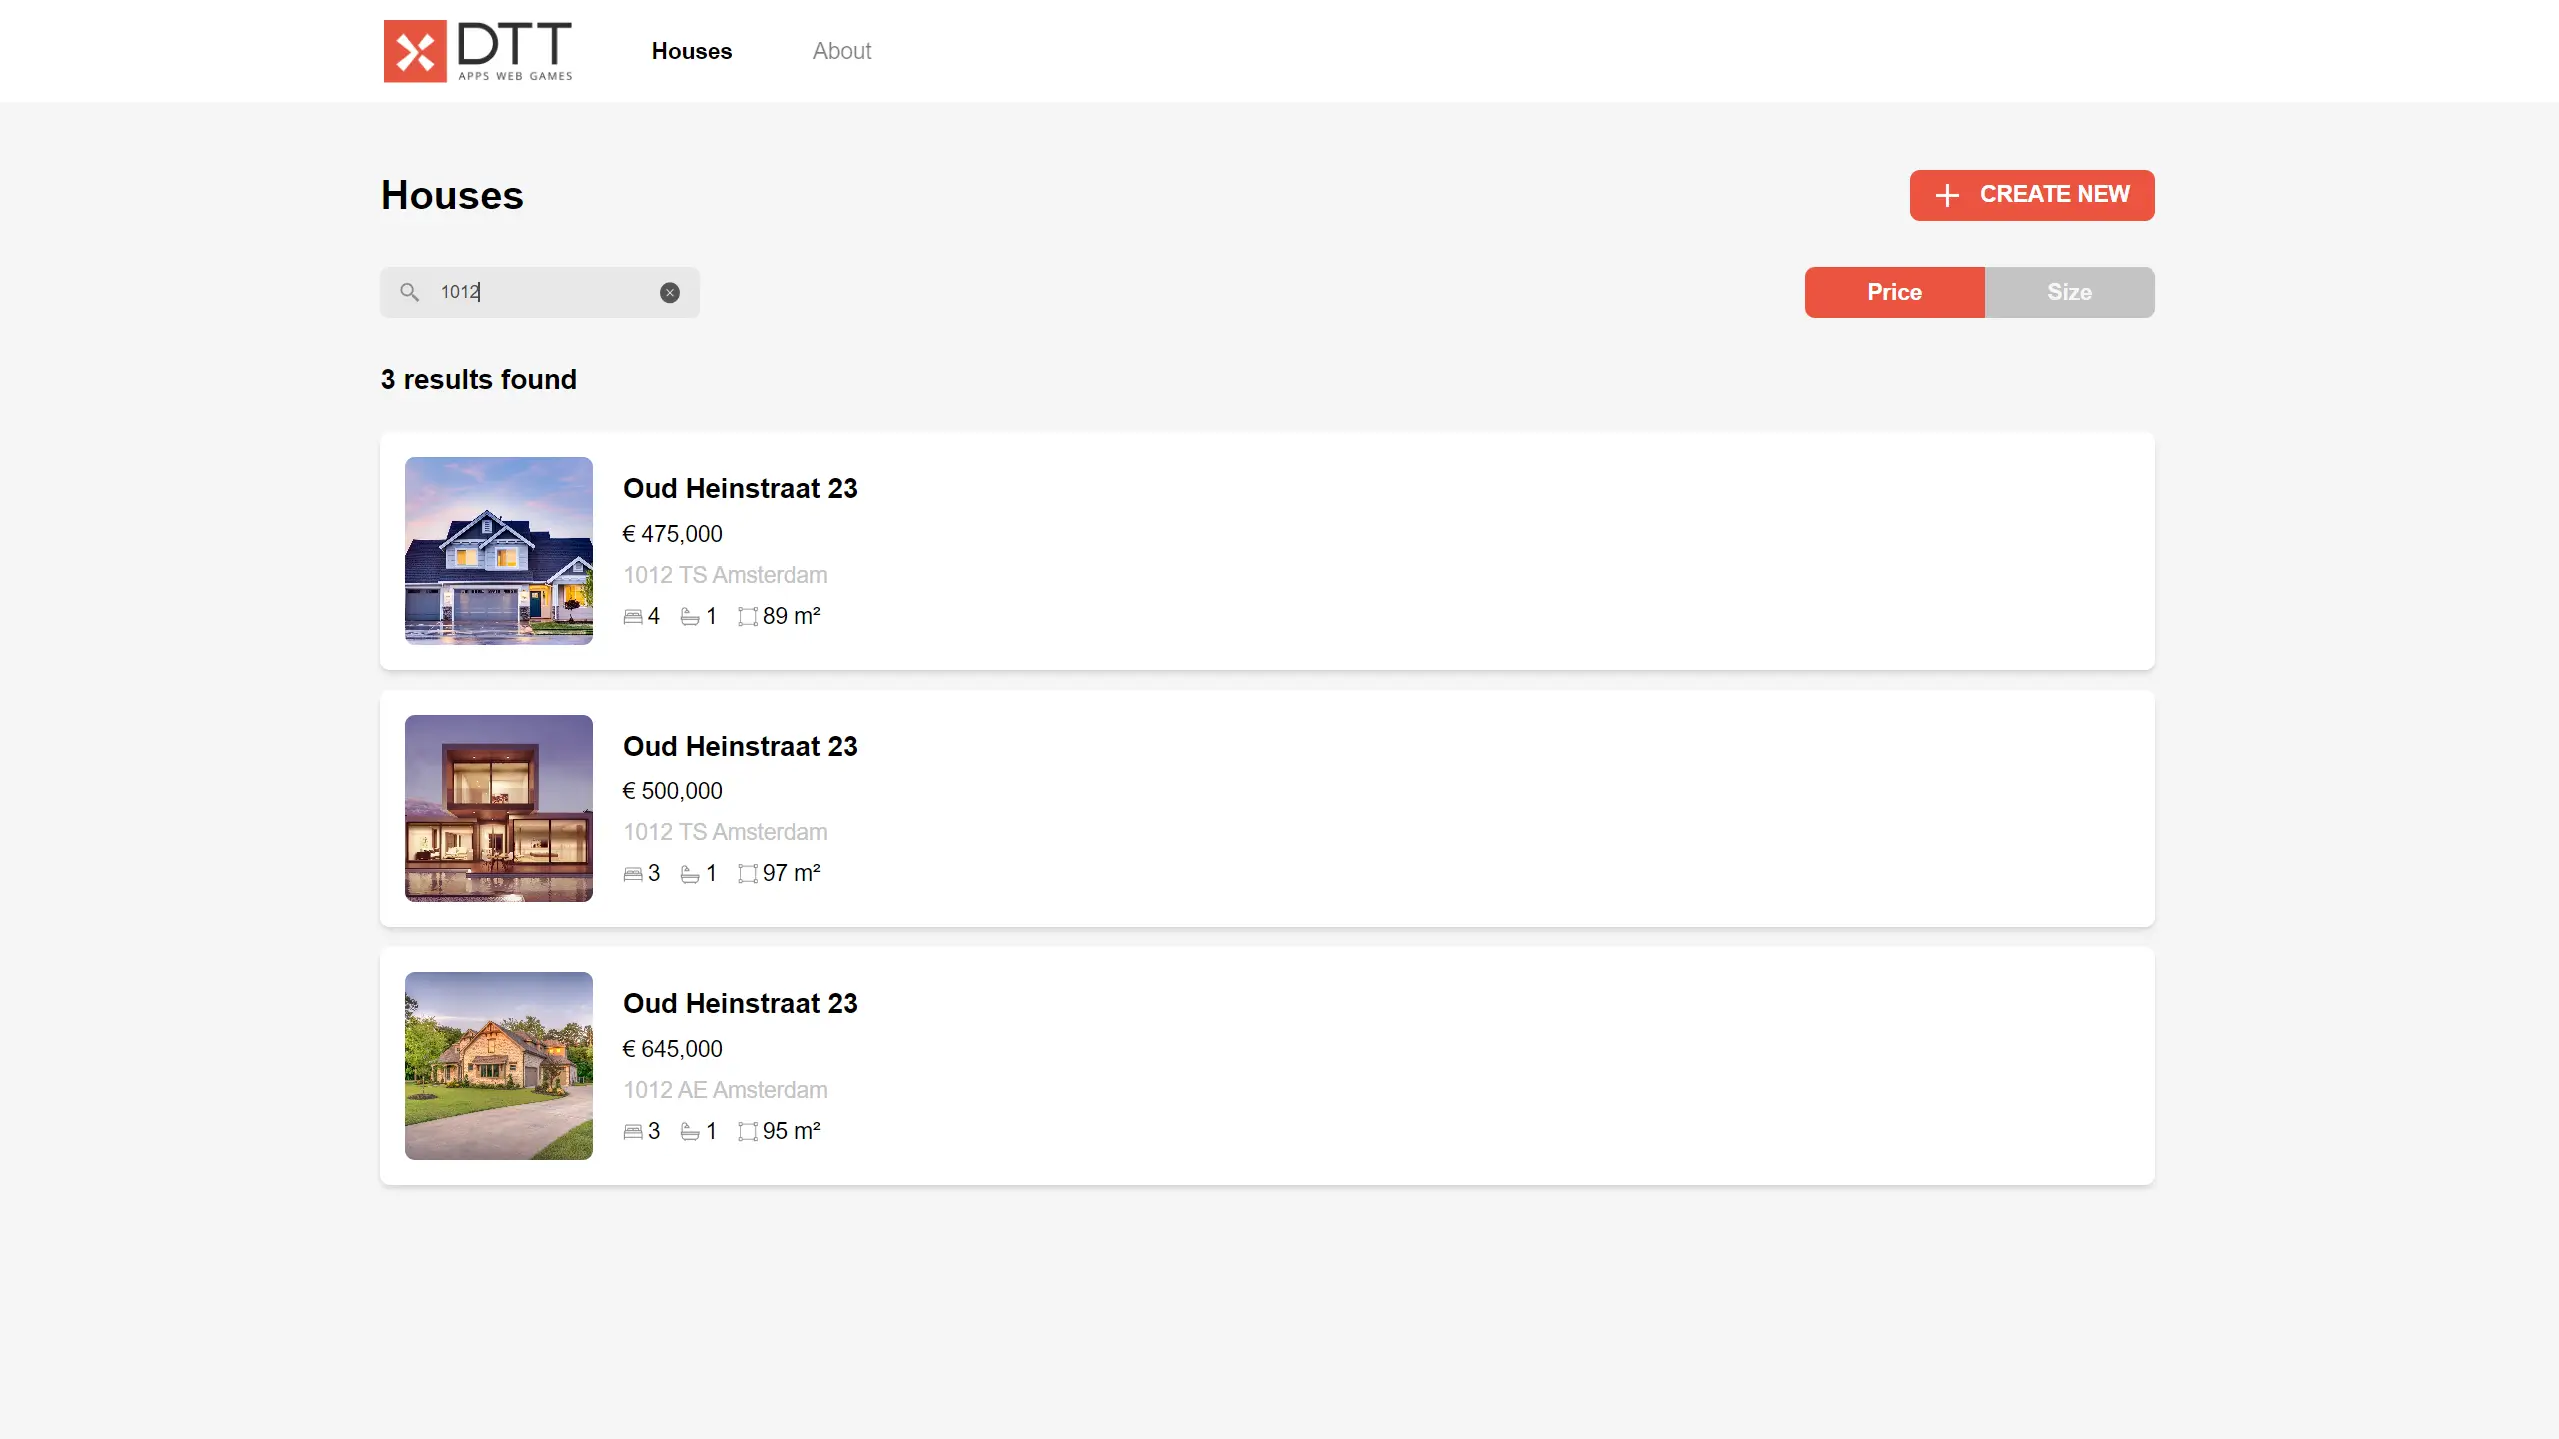 DTT
APPS WEB GAMES
Houses
About
Houses
CREATE NEW
1012
Price
Size
3 results found
Oud Heinstraat 23
€ 475,000
1012 TS Amsterdam
4 1 89 m²
Oud Heinstraat 23
€ 500,000
1012 TS Amsterdam
3 1 97 m²
Oud Heinstraat 23
€ 645,000
1012 AE Amsterdam
3 1 95 m²